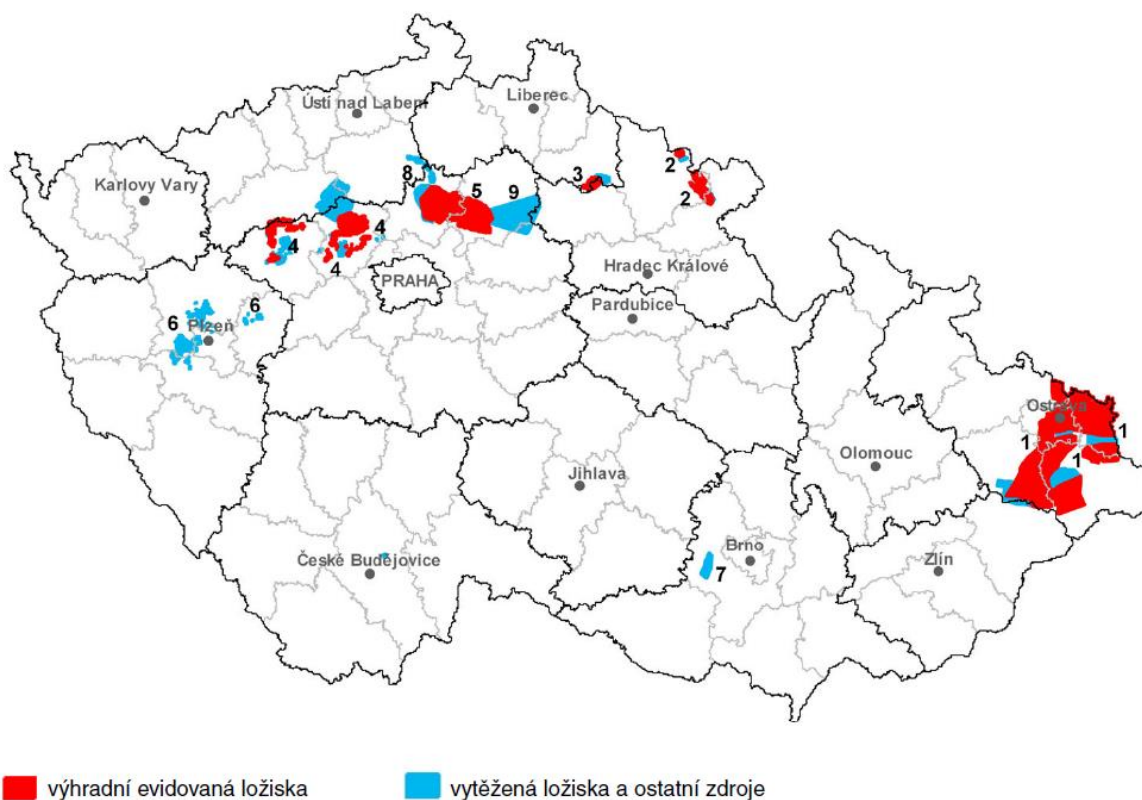 Ústí nad Labem
Liberec
Karlovy Vary
8
5
9
3
2
2
4
4
4
PRAHA
Hradec Králové
Pardubice
6
6
Plzeň
Ostrava
1
1
1
Olomouc
Jihlava
České Budějovice
Brno
7
Zlín
výhradní evidovaná ložiska
vytěžená ložiska a ostatní zdroje